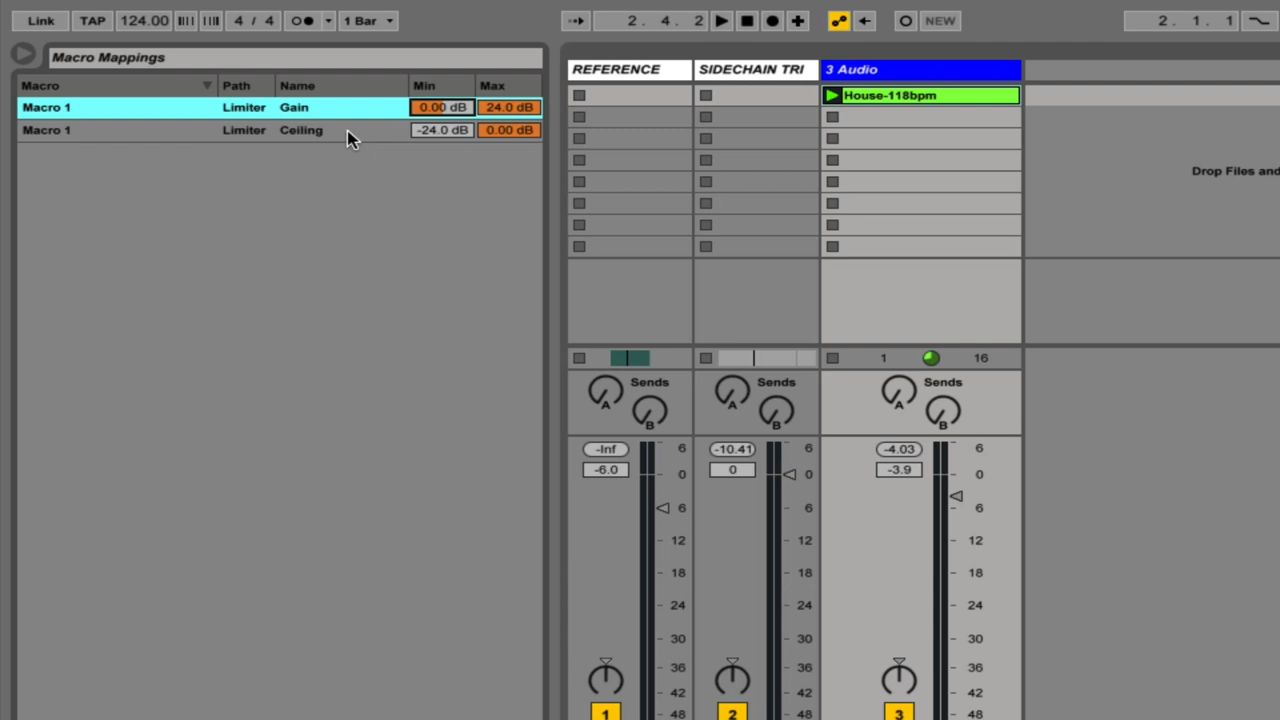 Link TAP 124.00 4 / 4 1 Bar 2. 4. 2 NEW 2. 1. 1
Macro Mappings
Macro Path Name Min Max
Macro 1 Limiter Gain 0.00 dB 24.0 dB
Macro 1 Limiter Ceiling -24.0 dB 0.00 dB
REFERENCE SIDECHAIN TRI 3 Audio
House-118bpm
Drop Files and
1 16
Sends Sends Sends
A A A
B B B
-Inf 6 -10.41 6 -4.03 6
-6.0 0 0 0 -3.9 0
6 6 6
12 12 12
18 18 18
24 24 24
30 30 30
36 36 36
42 42 42
1 48 2 48 3 48